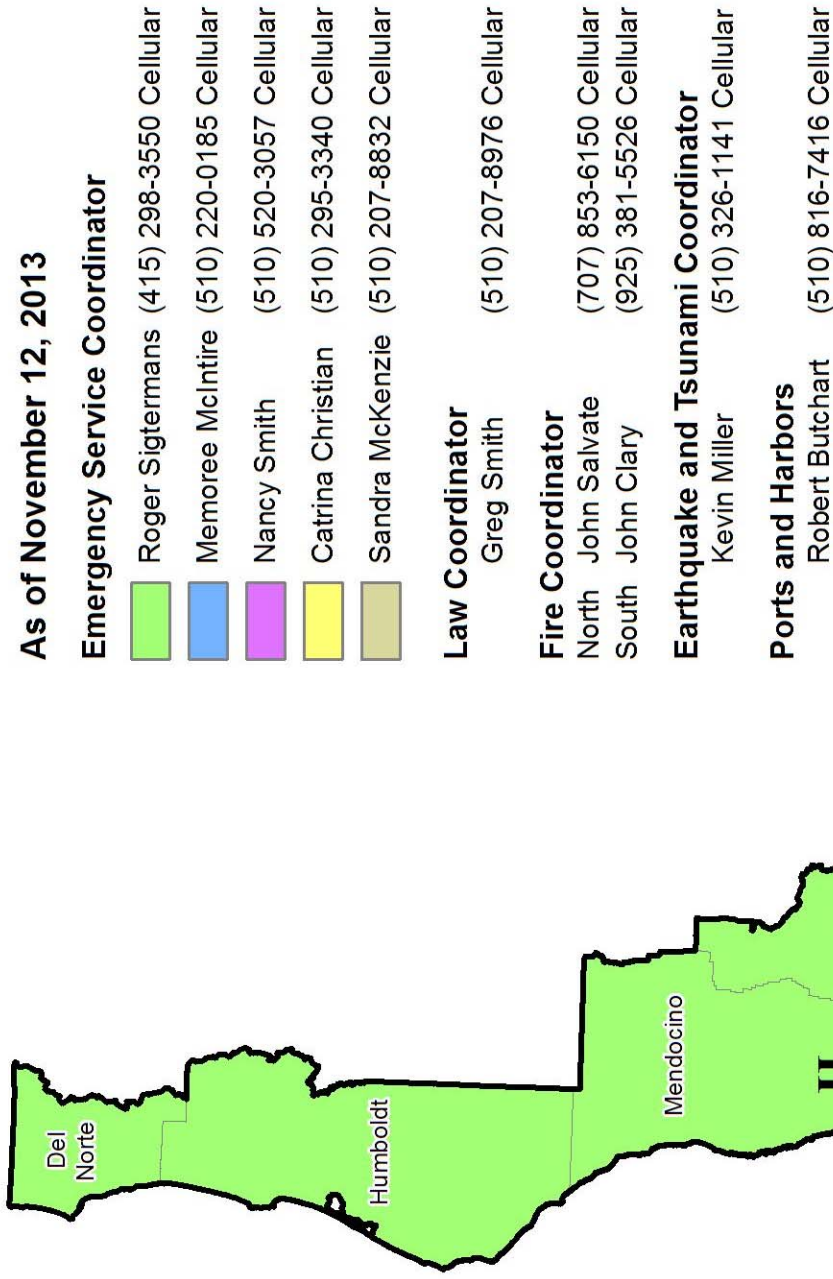 As of November 12, 2013
Emergency Service Coordinator
Roger Sigtermans (415) 298-3550 Cellular
Memoree McIntire (510) 220-0185 Cellular
Nancy Smith (510) 520-3057 Cellular
Catrina Christian (510) 295-3340 Cellular
Sandra McKenzie (510) 207-8832 Cellular
Law Coordinator
Greg Smith (510) 207-8976 Cellular
Fire Coordinator
North John Salvate (707) 853-6150 Cellular
South John Clary (925) 381-5526 Cellular
Earthquake and Tsunami Coordinator
Kevin Miller (510) 326-1141 Cellular
Ports and Harbors
Robert Butchart (510) 816-7416 Cellular
Del
Norte
Humboldt
Mendocino